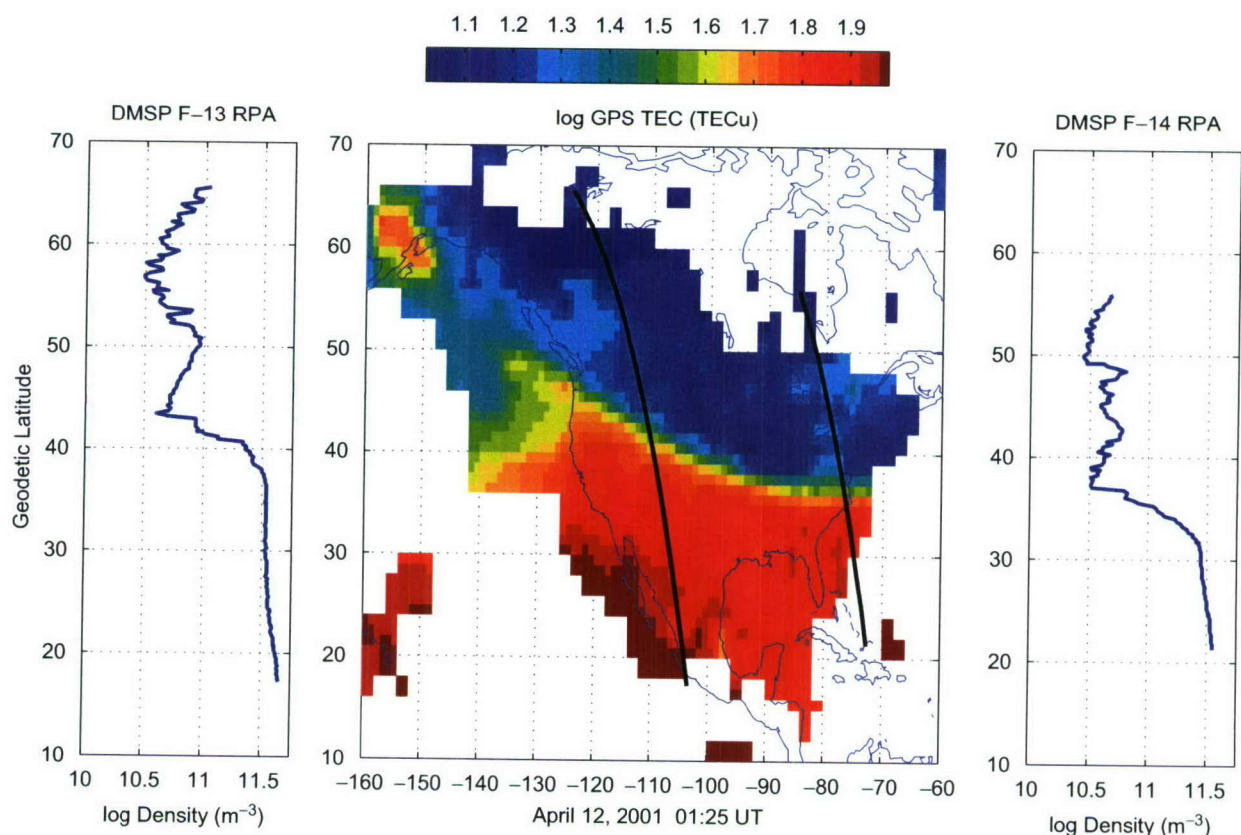 1.1 1.2 1.3 1.4 1.5 1.6 1.7 1.8 1.9
DMSP F–13 RPA
log GPS TEC (TECu)
DMSP F–14 RPA
Geodetic Latitude
70
60
50
40
30
20
10
10 10.5 11 11.5
log Density (m⁻³)
70
60
50
40
30
20
10
−160 −150 −140 −130 −120 −110 −100 −90 −80 −70 −60
April 12, 2001 01:25 UT
70
60
50
40
30
20
10
10 10.5 11 11.5
log Density (m⁻³)